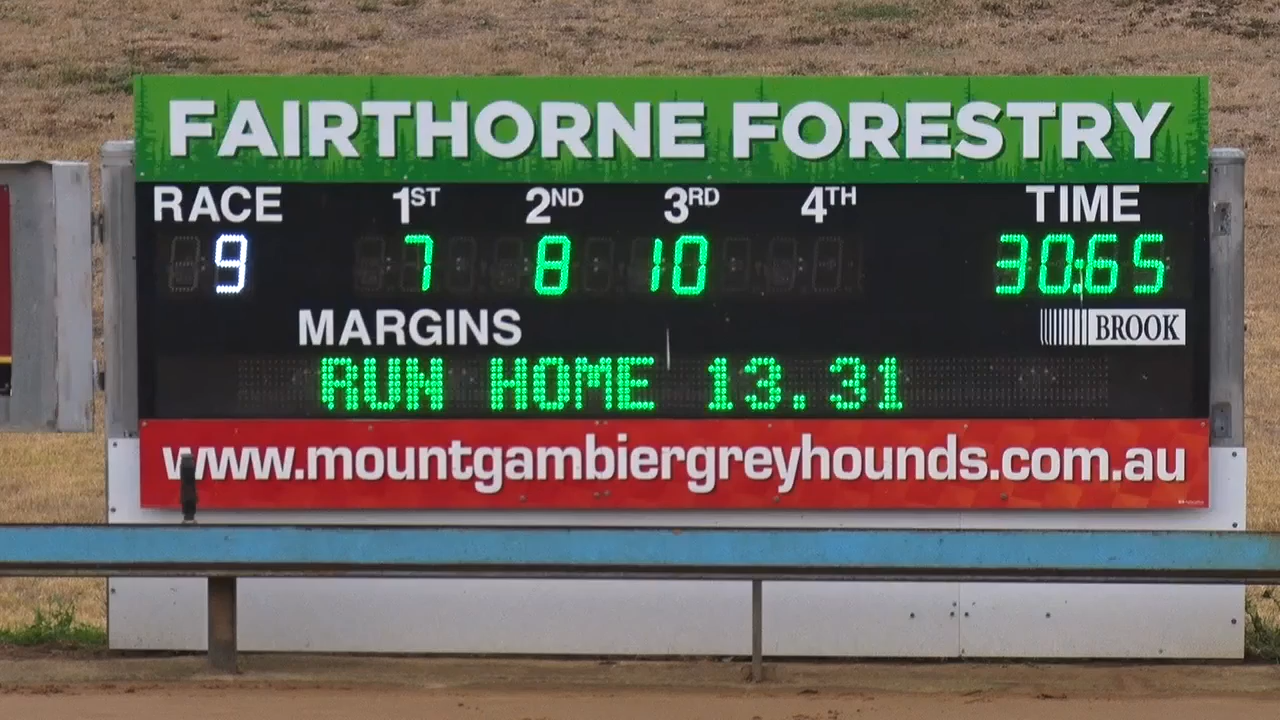 FAIRTHORNE FORESTRY
RACE 1ST 2ND 3RD 4TH TIME
9 7 8 10 30:65
MARGINS BROOK
RUN HOME 13.31
www.mountgambiergreyhounds.com.au